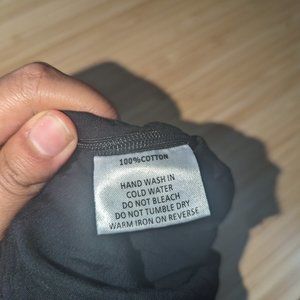 100%COTTON
HAND WASH IN
COLD WATER
DO NOT BLEACH
DO NOT TUMBLE DRY
WARM IRON ON REVERSE